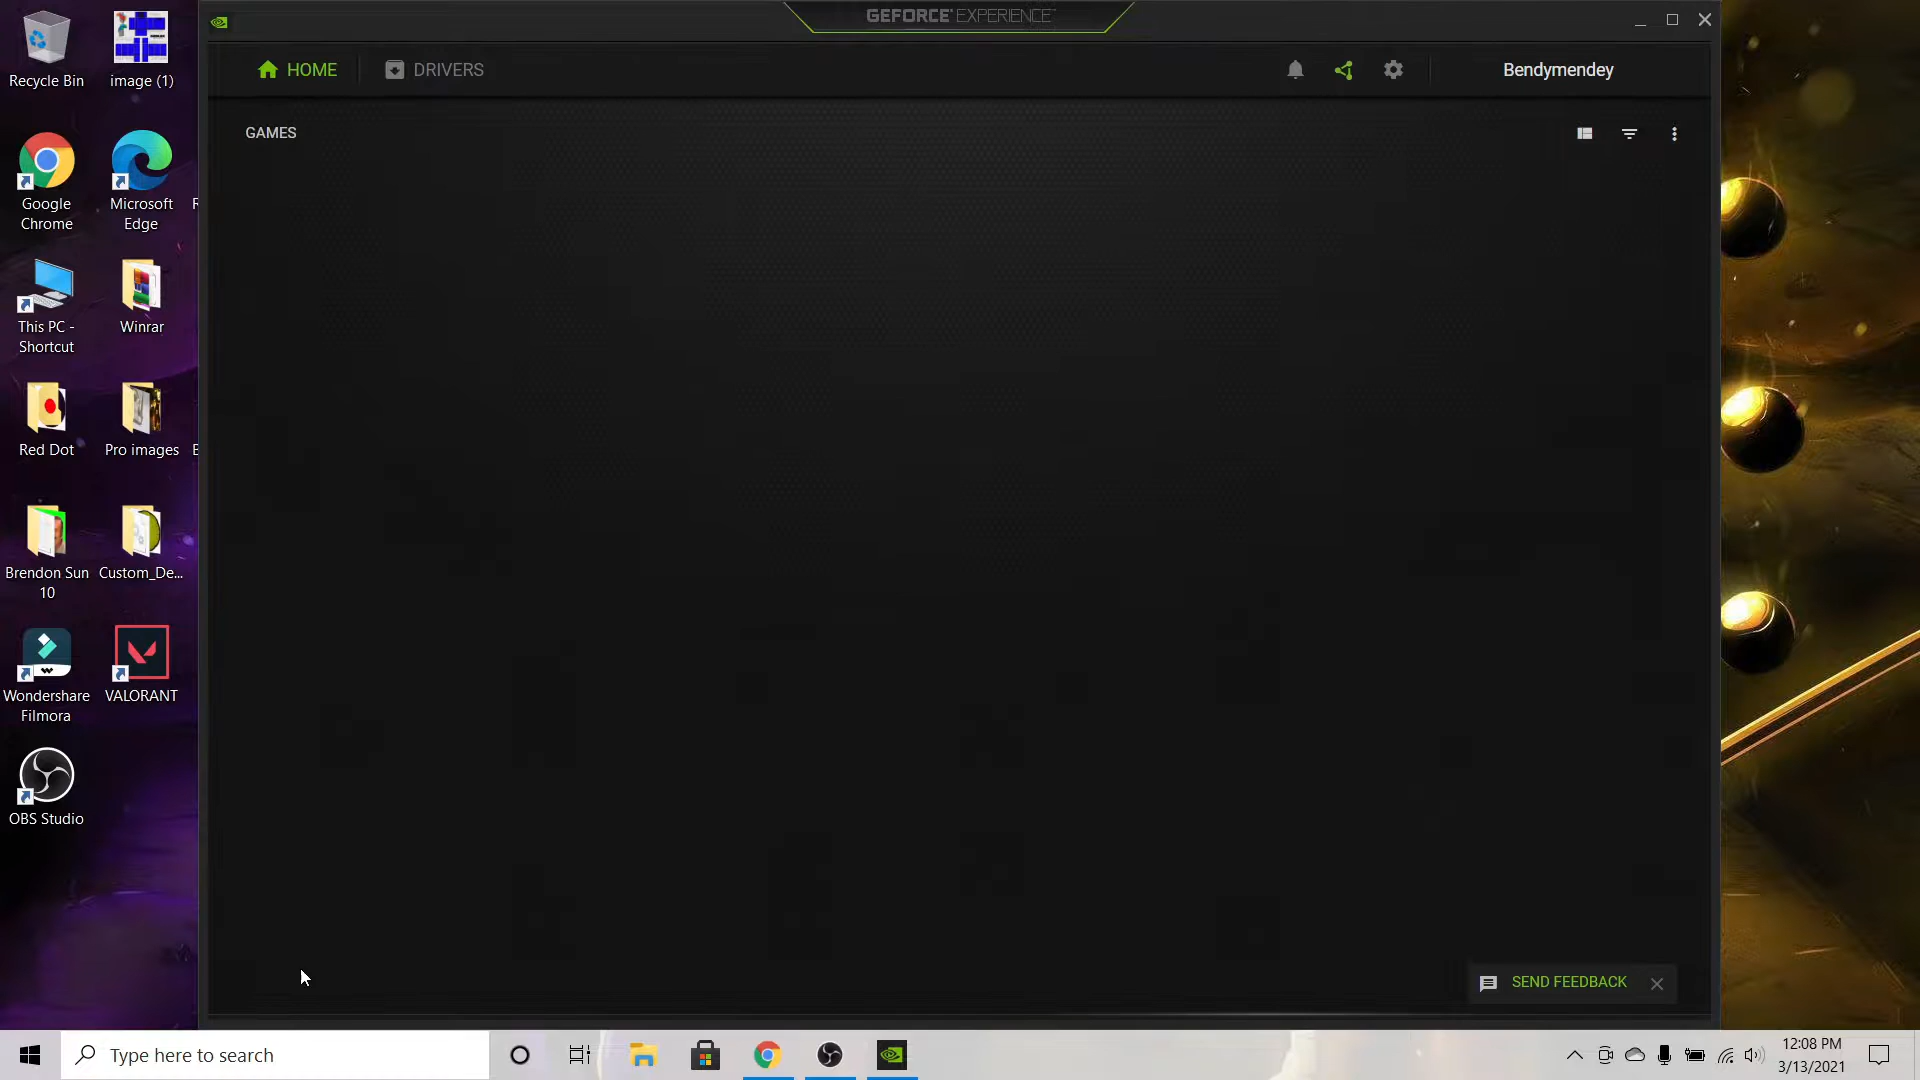 GEFORCE EXPERIENCE
HOME
DRIVERS
Bendymendey
GAMES
Recycle Bin
image (1)
Google
Chrome
Microsoft
Edge
This PC -
Shortcut
Winrar
Red Dot
Pro images
Brendon Sun
10
Custom_De...
Wondershare
Filmora
VALORANT
OBS Studio
SEND FEEDBACK
Type here to search
12:08 PM
3/13/2021